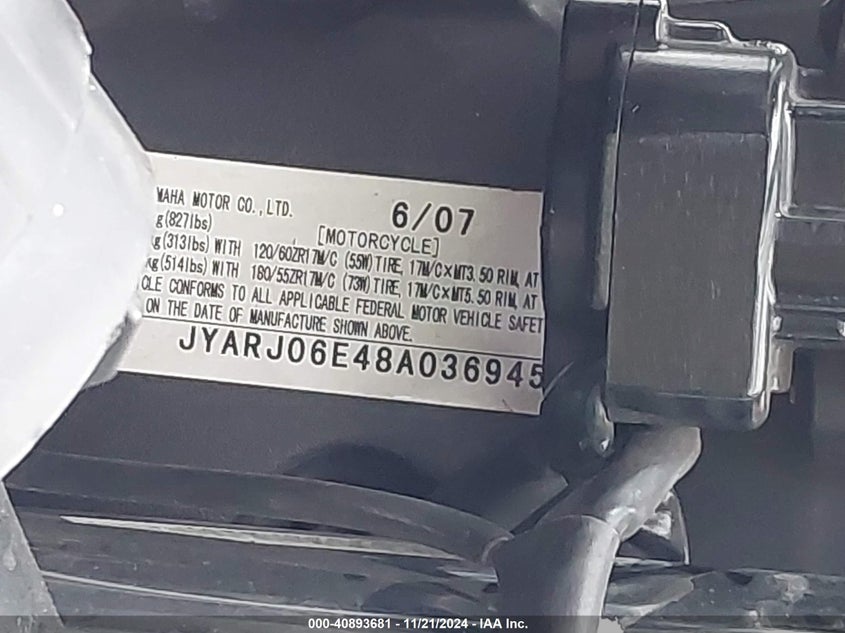 MAHA MOTOR CO., LTD. 6/07
g(827lbs) [MOTORCYCLE]
kg(313lbs) WITH 120/60ZR17M/C (55W) TIRE, 17M/C×MT3.50 RIM, AT
kg(514lbs) WITH 180/55ZR17M/C (73W) TIRE, 17M/C×MT5.50 RIM, AT
CLE CONFORMS TO ALL APPLICABLE FEDERAL MOTOR VEHICLE SAFET
ON THE DATE OF MANUFACTURE SHOWN ABOVE.
JYARJ06E48A036945
000-40893681 - 11/21/2024 - IAA Inc.